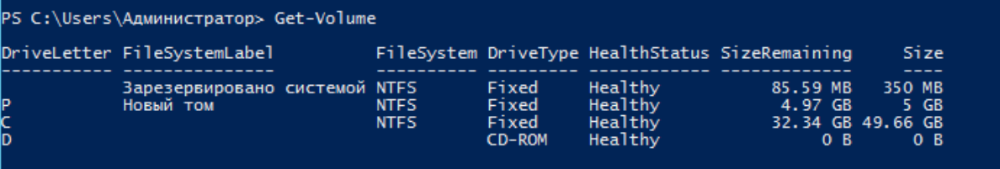 PS C:\Users\Администратор> Get-Volume
DriveLetter FileSystemLabel FileSystem DriveType HealthStatus SizeRemaining Size
----------- --------------- ---------- --------- ------------ ------------- ----
Зарезервировано системой NTFS Fixed Healthy 85.59 MB 350 MB
P Новый том NTFS Fixed Healthy 4.97 GB 5 GB
C NTFS Fixed Healthy 32.34 GB 49.66 GB
D CD-ROM Healthy 0 B 0 B